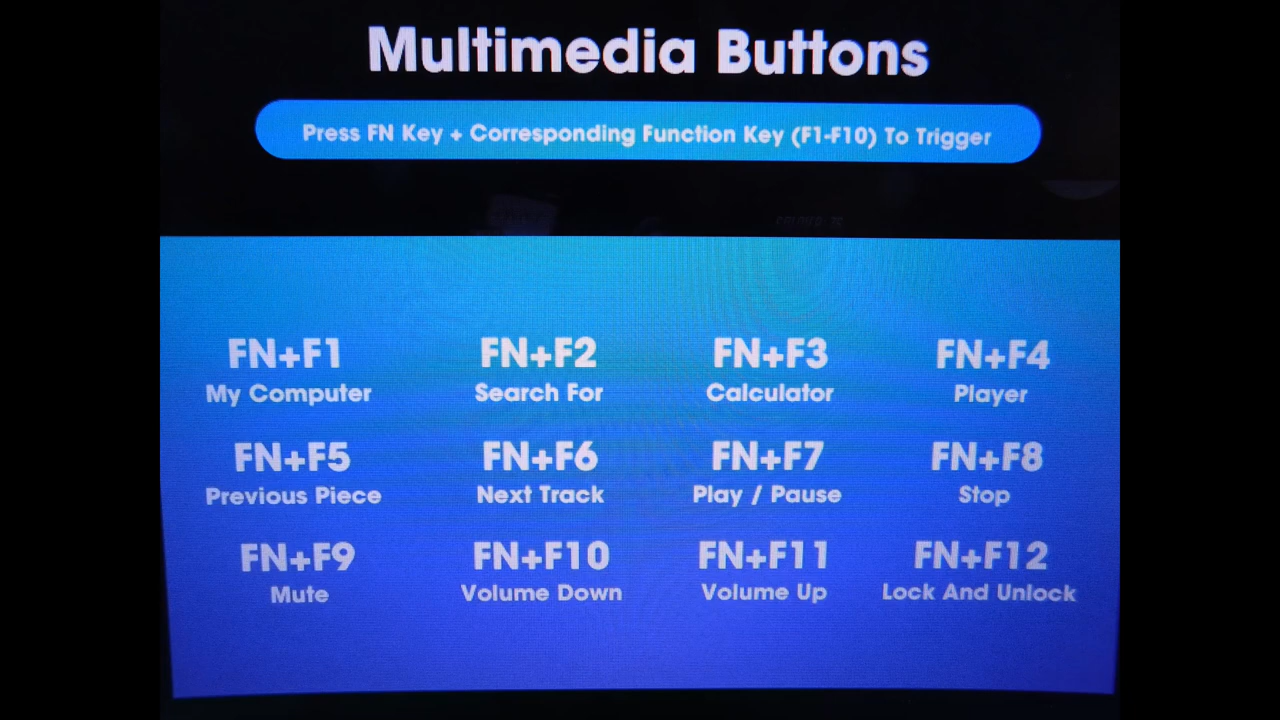 Multimedia Buttons
Press FN Key + Corresponding Function Key (F1-F10) To Trigger
FN+F1 FN+F2 FN+F3 FN+F4
My Computer Search For Calculator Player
FN+F5 FN+F6 FN+F7 FN+F8
Previous Piece Next Track Play / Pause Stop
FN+F9 FN+F10 FN+F11 FN+F12
Mute Volume Down Volume Up Lock And Unlock